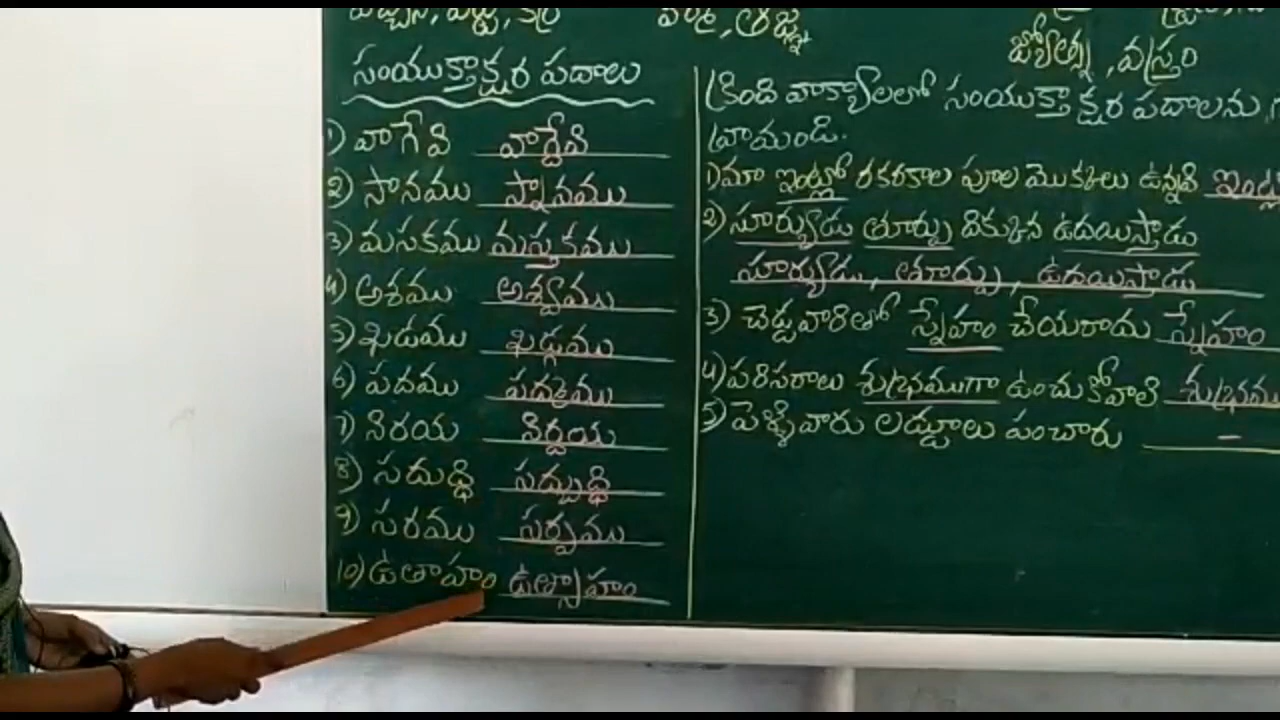 సంయుక్తాక్షర పదాలు
1) వాగేవి వాగ్దేవి
2) సానము స్నానము
3) మసకము మస్తకము
4) అశము అశ్వము
5) ఖడము ఖడ్గము
6) పదము పద్మము
7) నిరయ నిర్దయ
8) సదుద్ధి సద్బుద్ధి
9) సరము సర్పము
10) ఉతాహం ఉత్సాహం
జ్యోత్స్న, వస్త్రం
క్రింది వాక్యాలలో సంయుక్తాక్షర పదాలను
వ్రాయండి.
1) మా ఇంట్లో రకరకాల పూల మొక్కలు ఉన్నవి
2) సూర్యుడు తూర్పు దిక్కున ఉదయిస్తాడు
సూర్యుడు, తూర్పు, ఉదయిస్తాడు
3) చెడ్డవారితో స్నేహం చేయరాదు స్నేహం
4) పరిసరాలు శుభ్రముగా ఉంచుకోవాలి
5) పెళ్ళివారు లడ్డూలు పంచారు